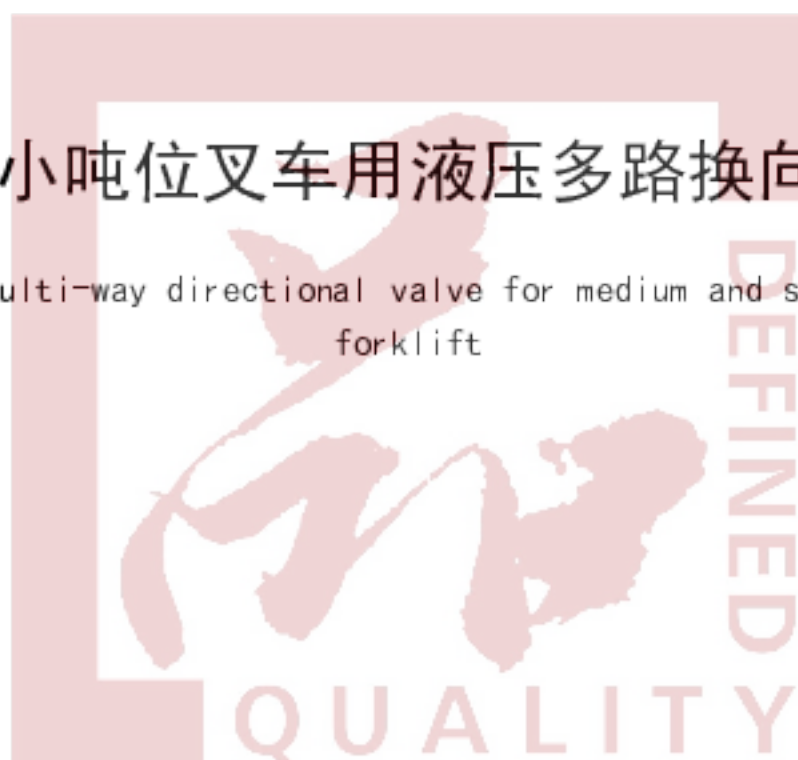 小吨位叉车用液压多路换向
ulti-way directional valve for medium and s
forklift
DEFINED
QUALITY